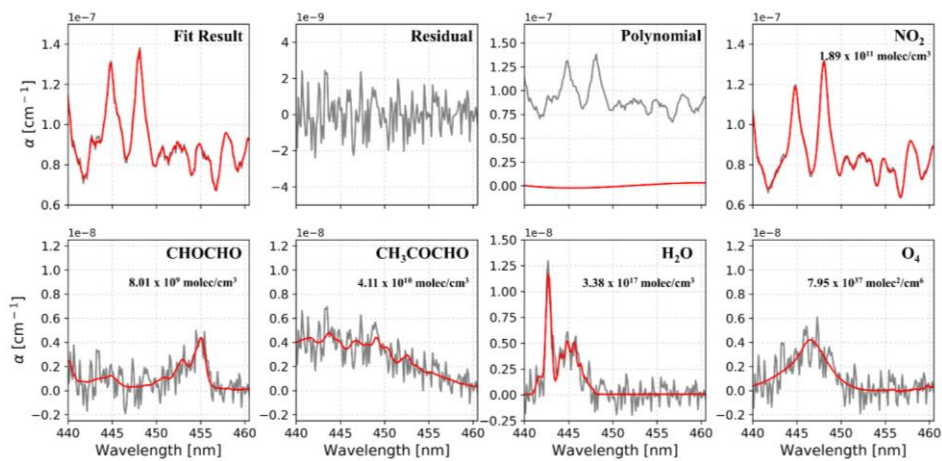 1e−7
Fit Result
α [cm⁻¹]
1.4
1.2
1.0
0.8
0.6
1e−9
Residual
4
2
0
−2
−4
1e−7
Polynomial
1.50
1.25
1.00
0.75
0.50
0.25
0.00
1e−7
NO₂
1.89 x 10¹¹ molec/cm³
1.4
1.2
1.0
0.8
0.6
1e−8
CHOCHO
8.01 x 10⁹ molec/cm³
α [cm⁻¹]
1.2
1.0
0.8
0.6
0.4
0.2
0.0
−0.2
440 445 450 455 460
Wavelength [nm]
1e−8
CH₃COCHO
4.11 x 10¹⁰ molec/cm³
1.2
1.0
0.8
0.6
0.4
0.2
0.0
−0.2
440 445 450 455 460
Wavelength [nm]
1e−8
H₂O
3.38 x 10¹⁷ molec/cm³
1.50
1.25
1.00
0.75
0.50
0.25
0.00
−0.25
440 445 450 455 460
Wavelength [nm]
1e−8
O₄
7.95 x 10³⁷ molec²/cm⁶
1.2
1.0
0.8
0.6
0.4
0.2
0.0
−0.2
440 445 450 455 460
Wavelength [nm]